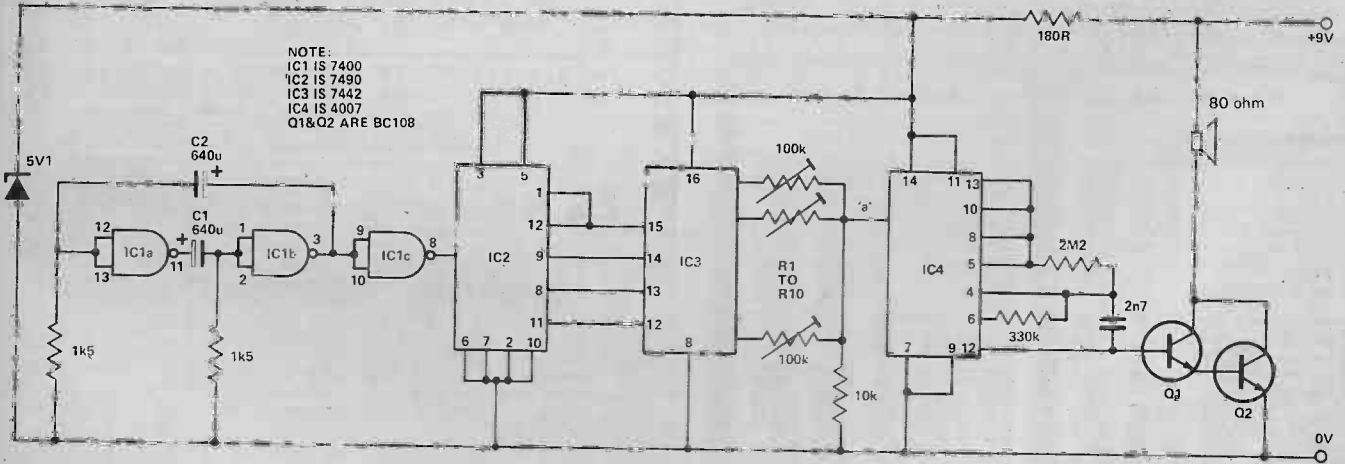 NOTE:
IC1 IS 7400
IC2 IS 7490
IC3 IS 7442
IC4 IS 4007
Q1&Q2 ARE BC108
180R
+9V
80 ohm
5V1
C2
640u
+
C1
640u
+
12
13
IC1a
11
1
2
IC1b
3
9
10
IC1c
8
1k5
1k5
3
5
1
12
9
8
11
IC2
6
7
2
10
16
15
14
13
12
IC3
8
100k
R1
TO
R10
100k
10k
'a'
14
11
13
10
8
5
4
6
12
IC4
7
9
2M2
2n7
330k
Q1
Q2
0V